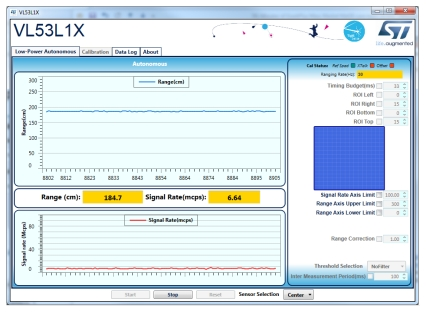 VL53L1X
VL53L1X
life.augmented
Low-Power Autonomous Calibration Data Log About
Autonomous
Range(cm)
Range(cm)
300
250
200
150
100
50
0
8802 8812 8823 8833 8843 8854 8864 8874 8884 8895 8905
Range (cm): 184.7 Signal Rate(mcps): 6.64
Signal Rate(mcps)
Signal rate (Mcps)
80
40
0
Cal Status Ref Spad XTalk Offset
Ranging Rate(Hz)
Timing Budget(ms) 16
ROI Left 0
ROI Right 15
ROI Bottom 0
ROI Top 15
Signal Rate Axis Limit 100.00
Range Axis Upper Limit 300
Range Axis Lower Limit 0
Range Correction 1.00
Threshold Selection NoFilter
Inter Measurement Period(ms) 100
Start Stop Reset Sensor Selection Center